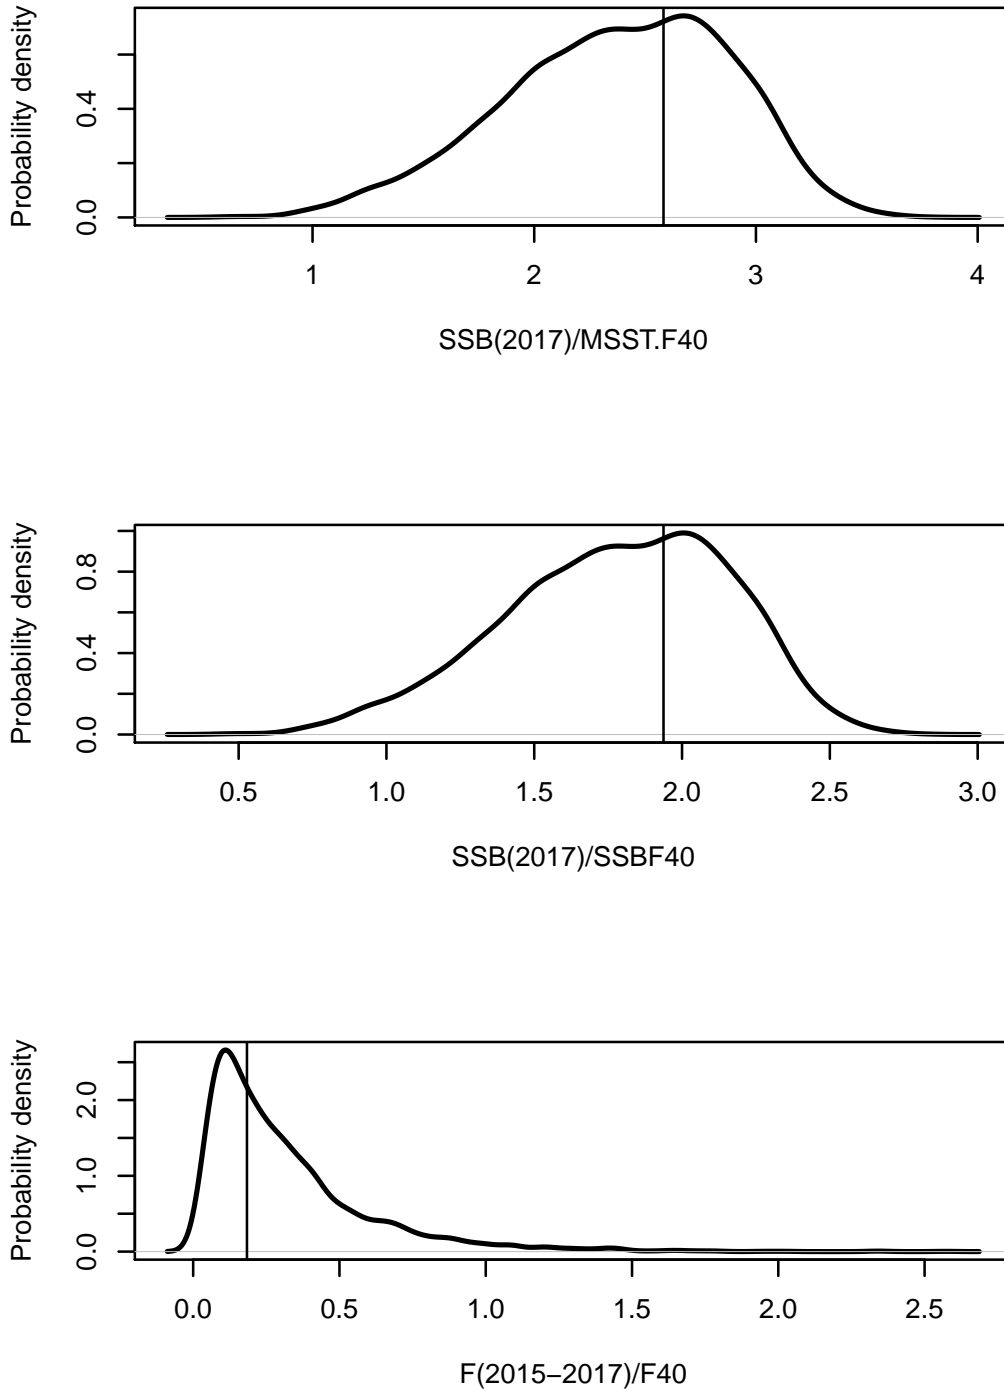 Probability density
0.4
0.0
1 2 3 4
SSB(2017)/MSST.F40
Probability density
0.8
0.4
0.0
0.5 1.0 1.5 2.0 2.5 3.0
SSB(2017)/SSBF40
Probability density
2.0
1.0
0.0
0.0 0.5 1.0 1.5 2.0 2.5
F(2015−2017)/F40